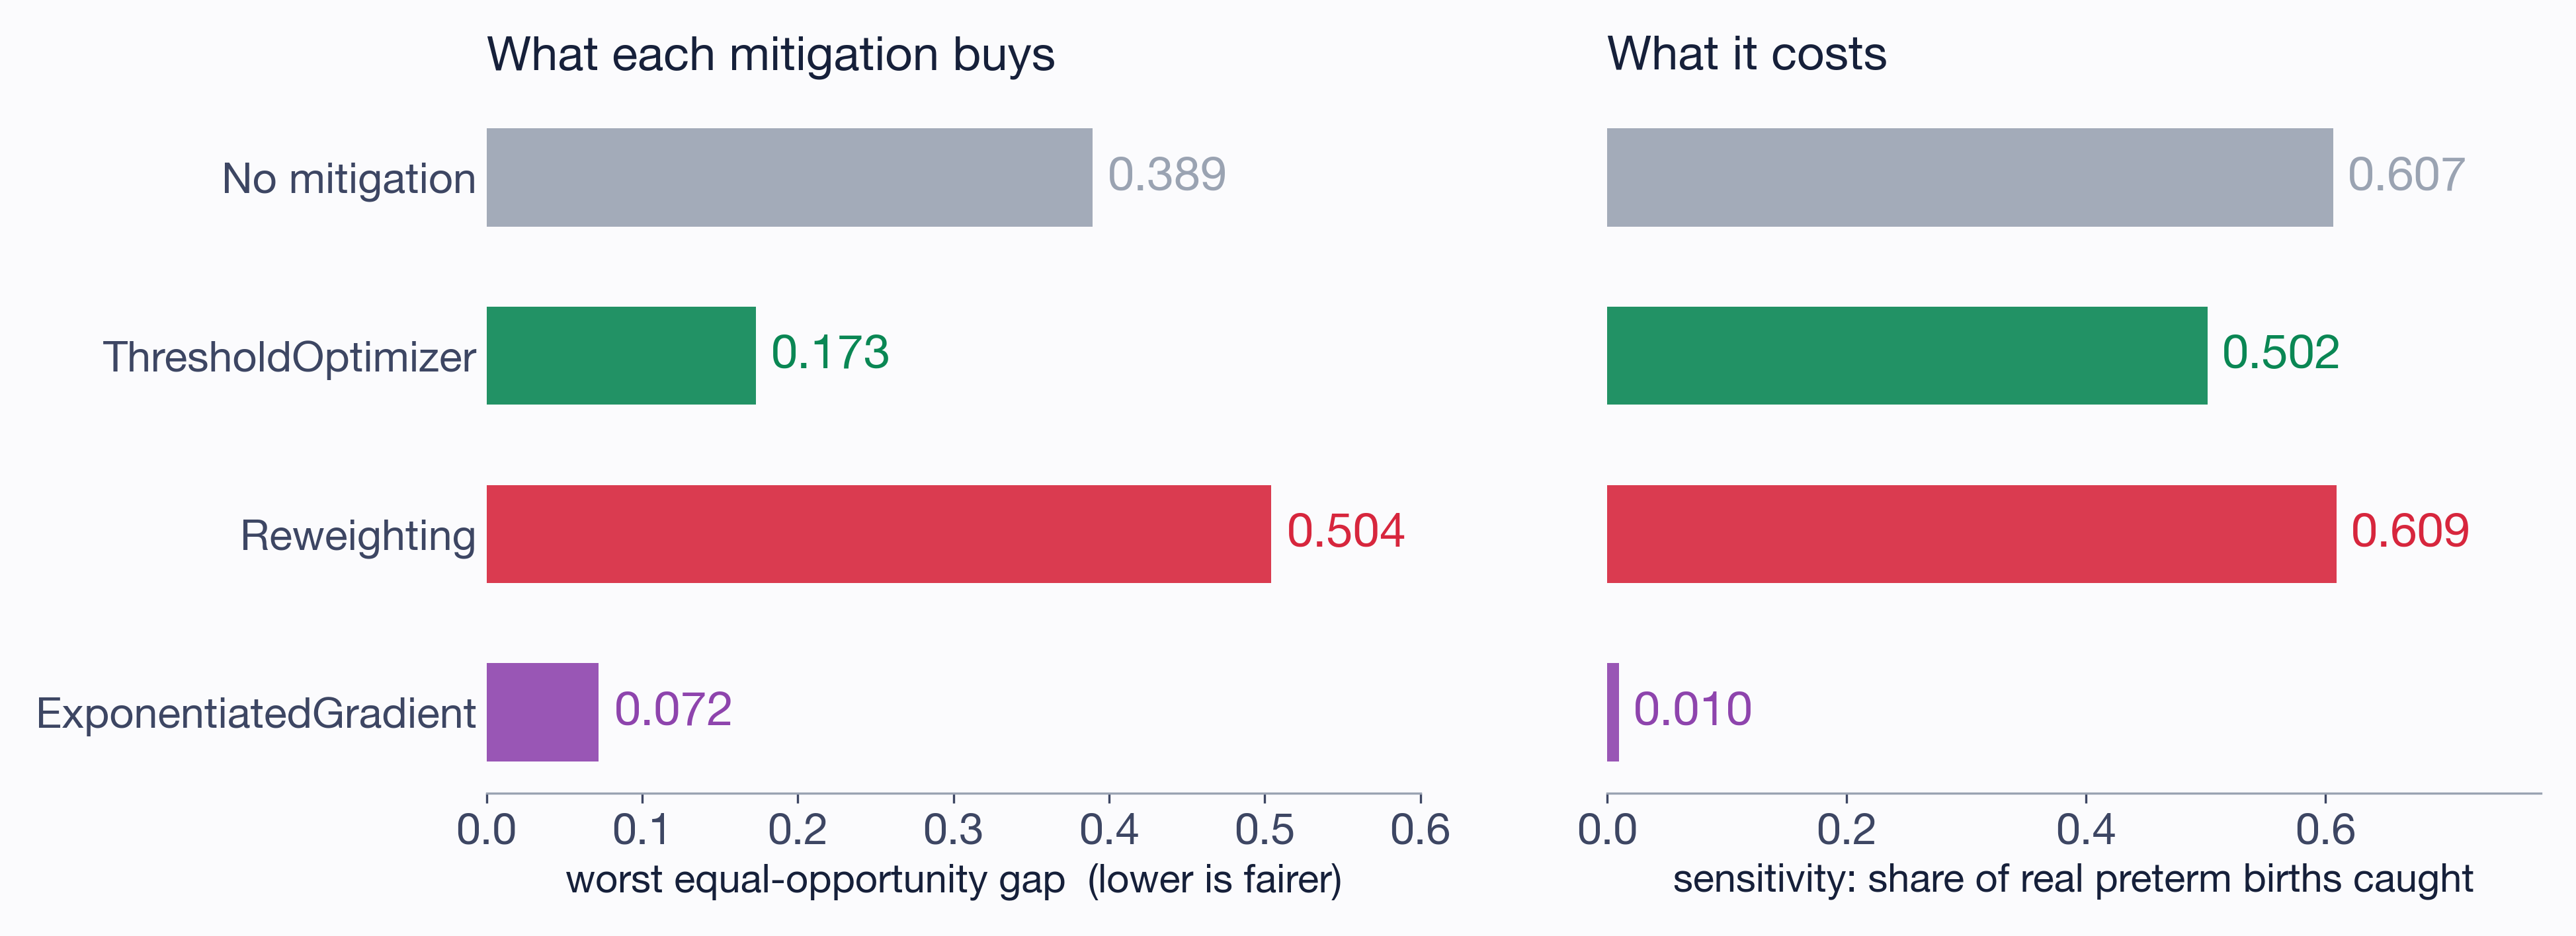 What each mitigation buys
No mitigation
0.389
ThresholdOptimizer
0.173
Reweighting
0.504
ExponentiatedGradient
0.072
0.0 0.1 0.2 0.3 0.4 0.5 0.6
worst equal-opportunity gap (lower is fairer)
What it costs
0.607
0.502
0.609
0.010
0.0 0.2 0.4 0.6
sensitivity: share of real preterm births caught